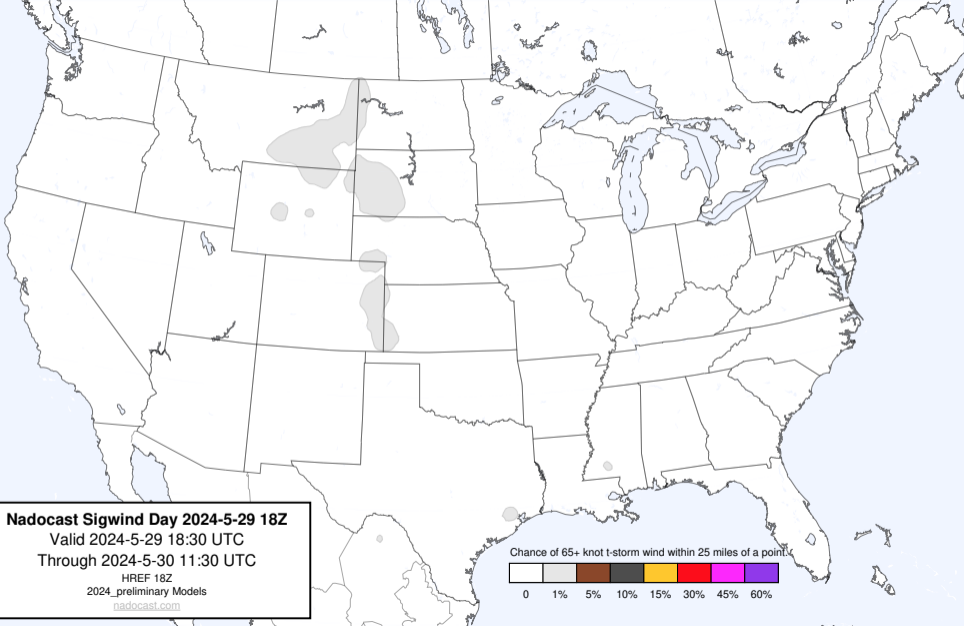 Nadocast Sigwind Day 2024-5-29 18Z
Valid 2024-5-29 18:30 UTC
Through 2024-5-30 11:30 UTC
HREF 18Z
2024_preliminary Models
nadocast.com
Chance of 65+ knot t-storm wind within 25 miles of a point.
0 1% 5% 10% 15% 30% 45% 60%